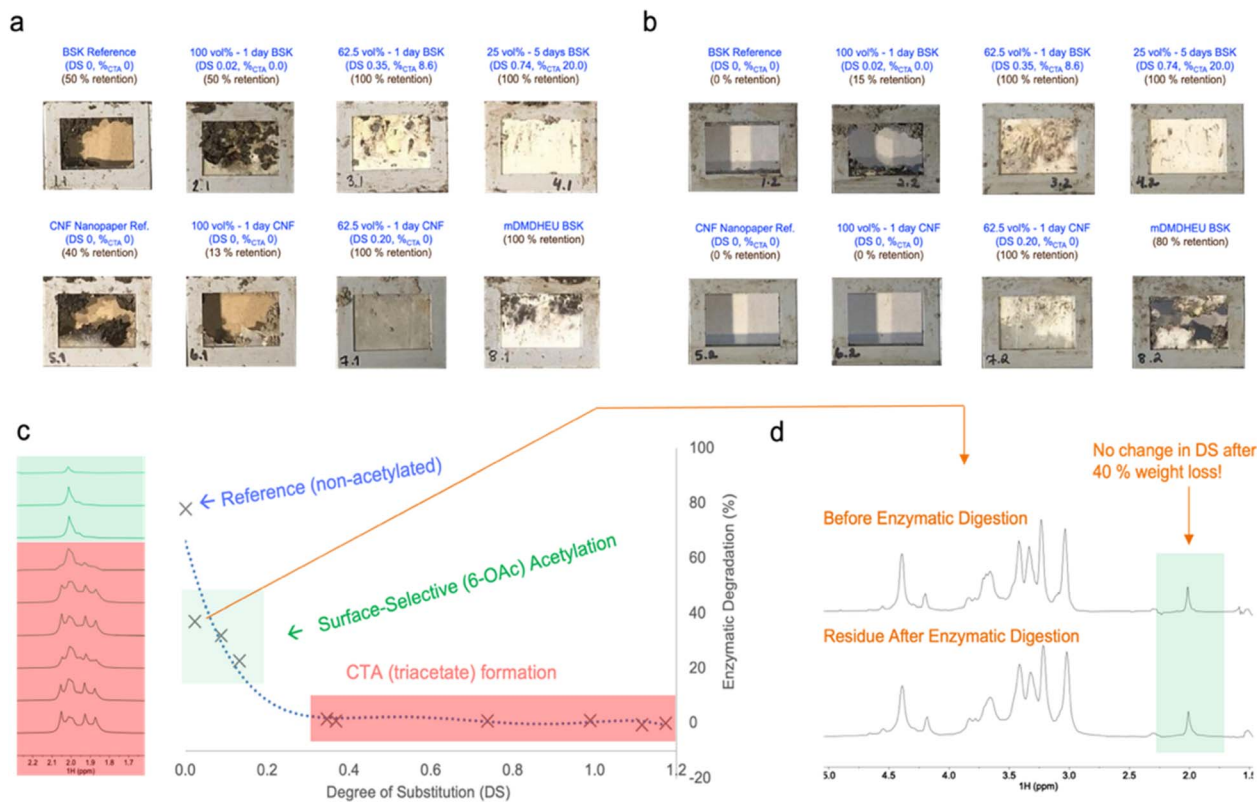 a
BSK Reference
(DS 0, %CTA 0)
(50 % retention)
100 vol% - 1 day BSK
(DS 0.02, %CTA 0.0)
(50 % retention)
62.5 vol% - 1 day BSK
(DS 0.35, %CTA 8.6)
(100 % retention)
25 vol% - 5 days BSK
(DS 0.74, %CTA 20.0)
(100 % retention)
1.1
2.1
3.1
4.1
CNF Nanopaper Ref.
(DS 0, %CTA 0)
(40 % retention)
100 vol% - 1 day CNF
(DS 0, %CTA 0)
(13 % retention)
62.5 vol% - 1 day CNF
(DS 0.20, %CTA 0)
(100 % retention)
mDMDHEU BSK
(100 % retention)
5.1
6.1
7.1
8.1
b
BSK Reference
(DS 0, %CTA 0)
(0 % retention)
100 vol% - 1 day BSK
(DS 0.02, %CTA 0.0)
(15 % retention)
62.5 vol% - 1 day BSK
(DS 0.35, %CTA 8.6)
(100 % retention)
25 vol% - 5 days BSK
(DS 0.74, %CTA 20.0)
(100 % retention)
1.2
2.2
3.2
4.2
CNF Nanopaper Ref.
(DS 0, %CTA 0)
(0 % retention)
100 vol% - 1 day CNF
(DS 0, %CTA 0)
(0 % retention)
62.5 vol% - 1 day CNF
(DS 0.20, %CTA 0)
(100 % retention)
mDMDHEU BSK
(80 % retention)
5.2
6.2
7.2
8.2
c
2.2 2.1 2.0 1.9 1.8 1.7
1H (ppm)
← Reference (non-acetylated)
← Surface-Selective (6-OAc) Acetylation
CTA (triacetate) formation
100
80
60
40
20
0
-20
Enzymatic Degradation (%)
0.0 0.2 0.4 0.6 0.8 1.0 1.2
Degree of Substitution (DS)
d
No change in DS after
40 % weight loss!
Before Enzymatic Digestion
Residue After Enzymatic Digestion
5.0 4.5 4.0 3.5 3.0 2.5 2.0 1.5
1H (ppm)